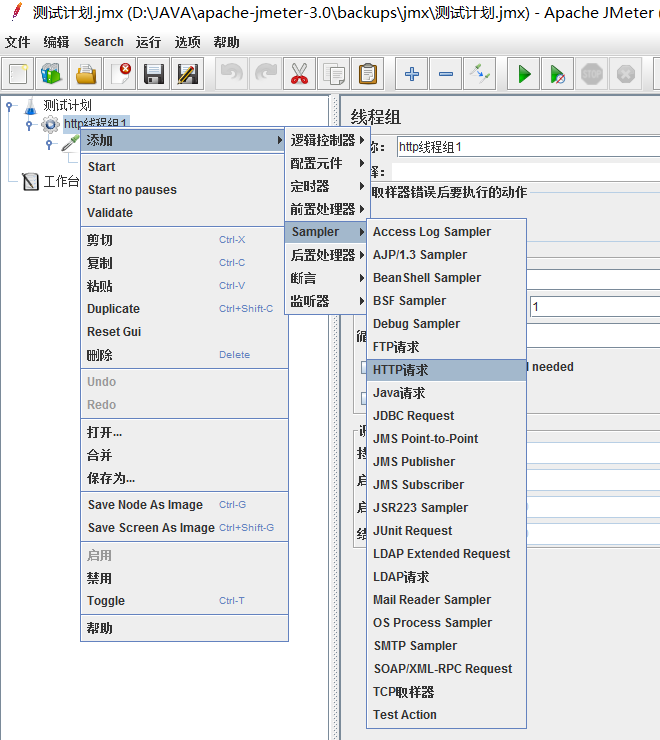 测试计划.jmx (D:\JAVA\apache-jmeter-3.0\backups\jmx\测试计划.jmx) - Apache JMeter (
文件 编辑 Search 运行 选项 帮助
STOP
测试计划
http线程组1
工作台
添加
Start
Start no pauses
Validate
剪切 Ctrl-X
复制 Ctrl-C
粘贴 Ctrl-V
Duplicate Ctrl+Shift-C
Reset Gui
删除 Delete
Undo
Redo
打开...
合并
保存为...
Save Node As Image Ctrl-G
Save Screen As Image Ctrl+Shift-G
启用
禁用
Toggle Ctrl-T
帮助
逻辑控制器
配置元件
定时器
前置处理器
Sampler
后置处理器
断言
监听器
Access Log Sampler
AJP/1.3 Sampler
BeanShell Sampler
BSF Sampler
Debug Sampler
FTP请求
HTTP请求
Java请求
JDBC Request
JMS Point-to-Point
JMS Publisher
JMS Subscriber
JSR223 Sampler
JUnit Request
LDAP Extended Request
LDAP请求
Mail Reader Sampler
OS Process Sampler
SMTP Sampler
SOAP/XML-RPC Request
TCP取样器
Test Action
线程组
称: http线程组1
释:
取样器错误后要执行的动作
1
needed